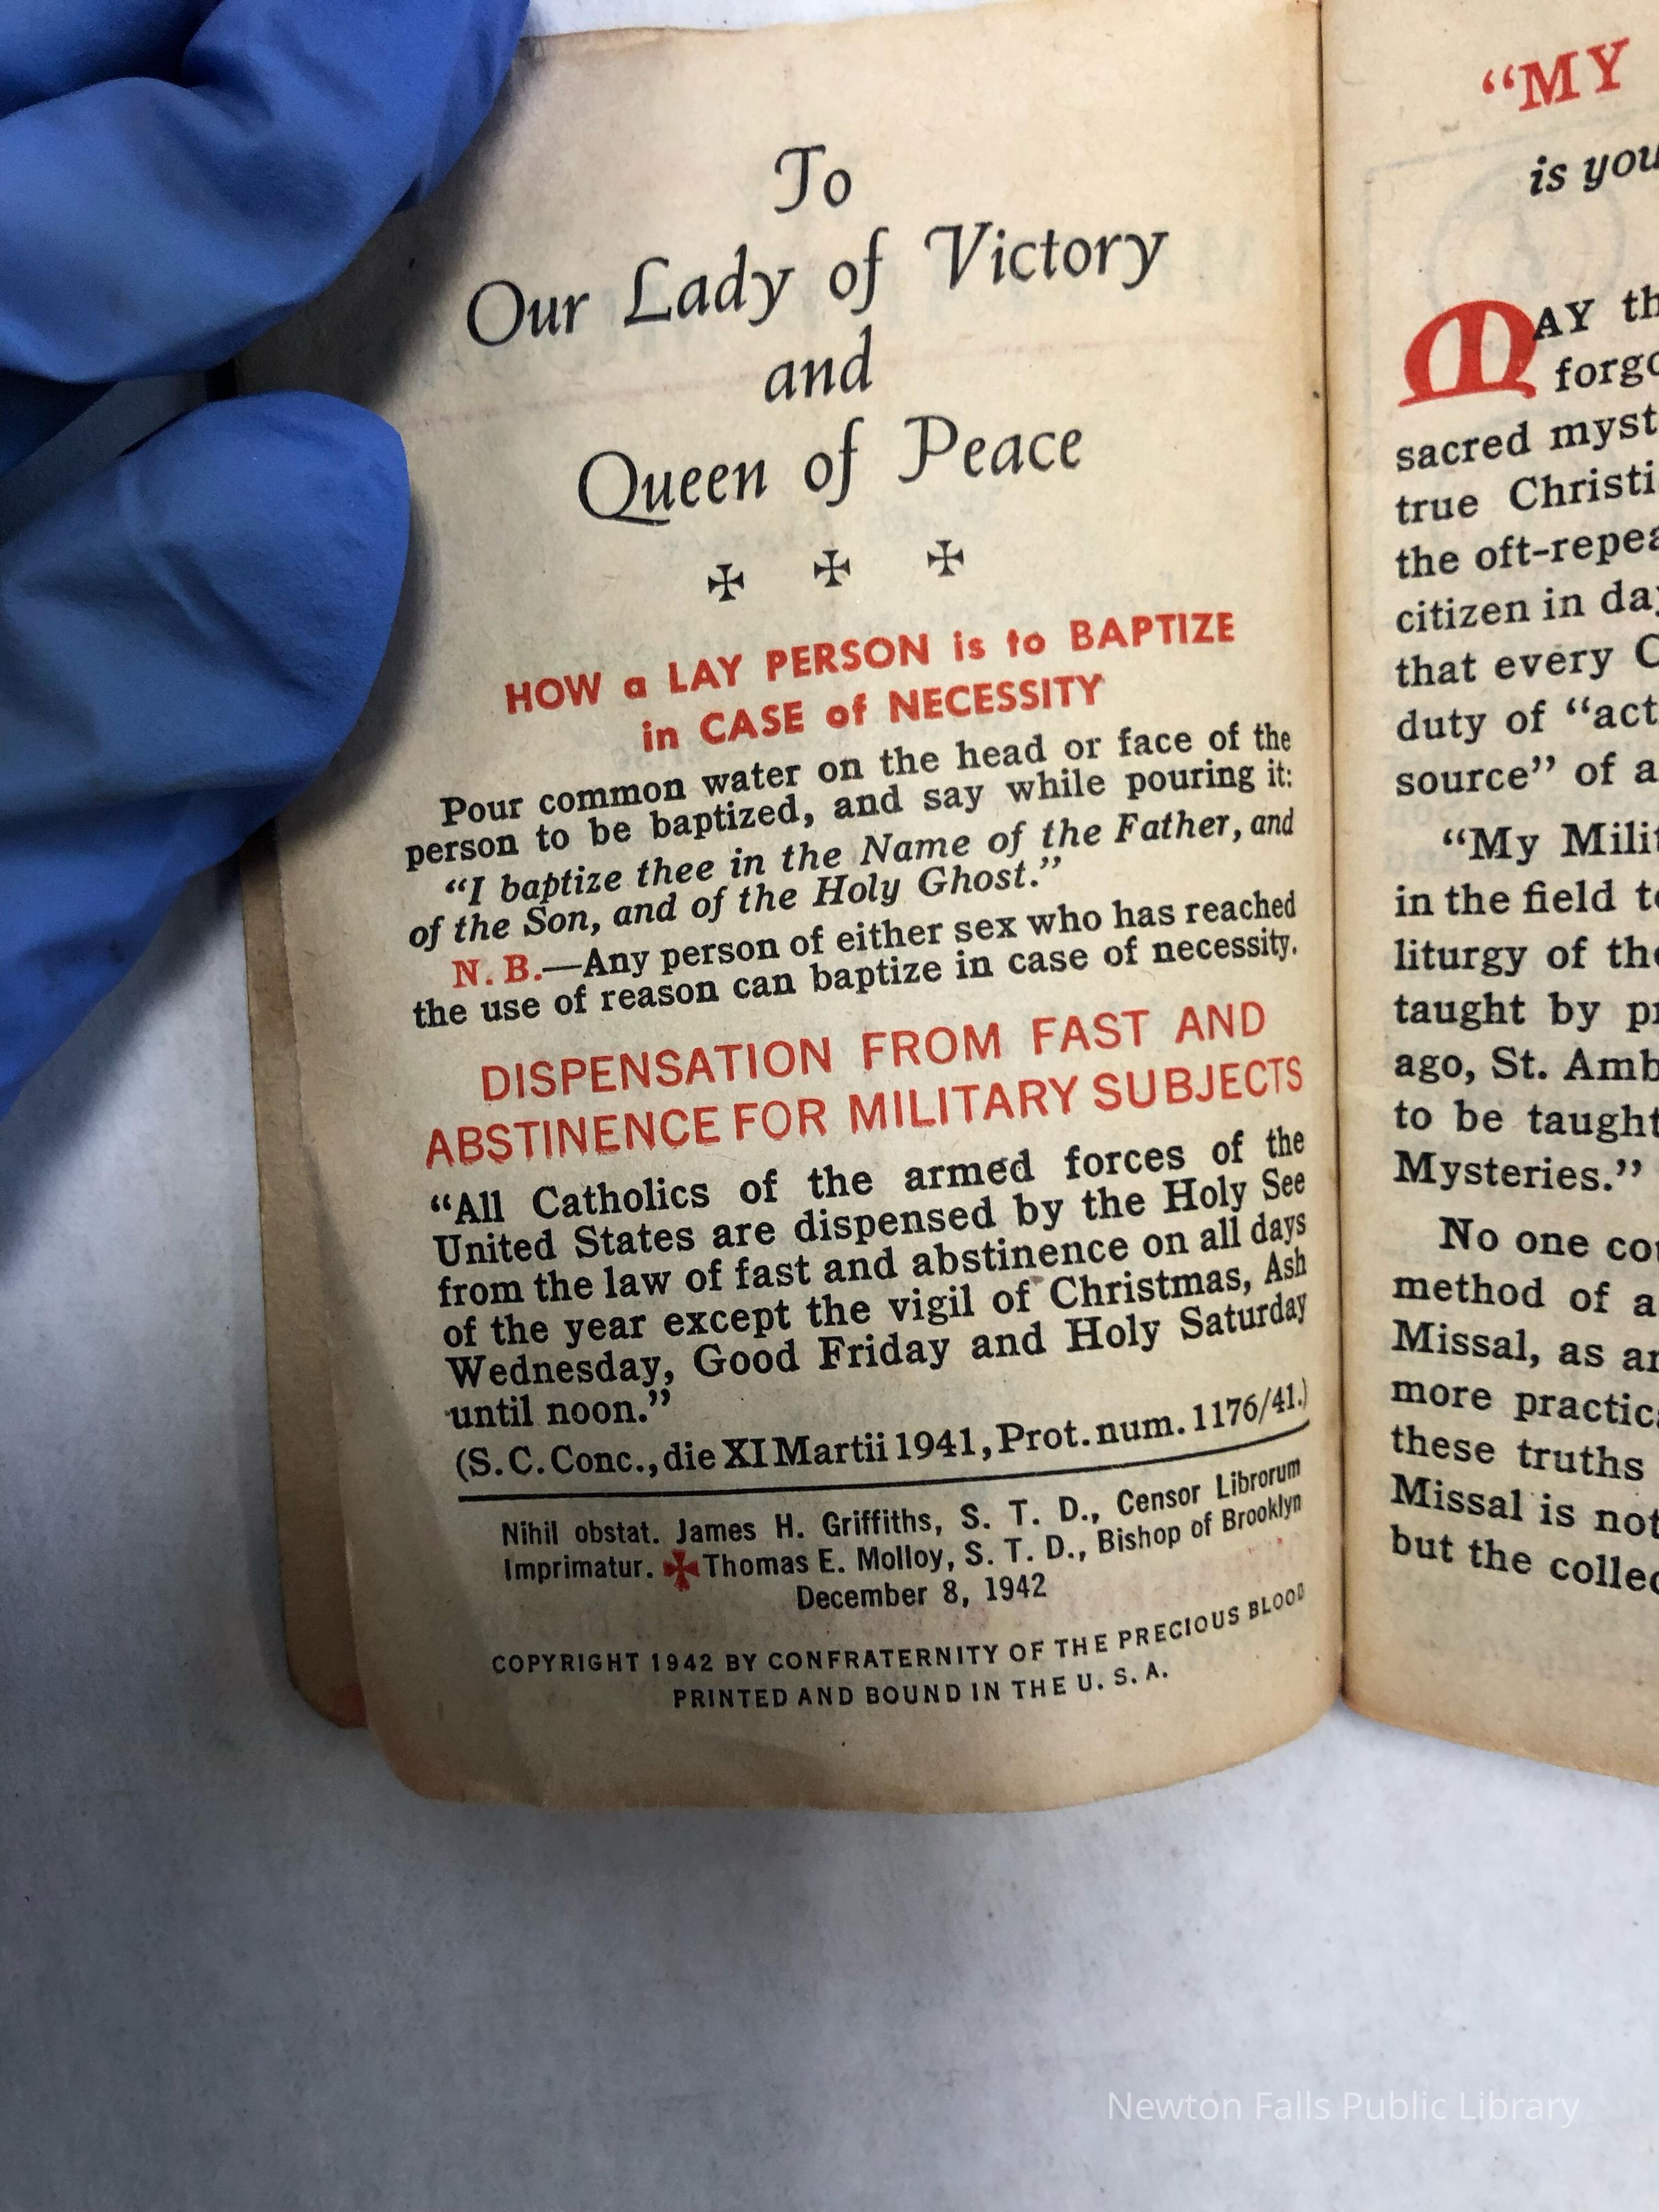 To
Our Lady of Victory
and
Queen of Peace
✠ ✠ ✠
HOW a LAY PERSON is to BAPTIZE
in CASE of NECESSITY
Pour common water on the head or face of the
person to be baptized, and say while pouring it:
“I baptize thee in the Name of the Father, and
of the Son, and of the Holy Ghost.”
N. B.—Any person of either sex who has reached
the use of reason can baptize in case of necessity.
DISPENSATION FROM FAST AND
ABSTINENCE FOR MILITARY SUBJECTS
“All Catholics of the armed forces of the
United States are dispensed by the Holy See
from the law of fast and abstinence on all days
of the year except the vigil of Christmas, Ash
Wednesday, Good Friday and Holy Saturday
until noon.”
(S. C. Conc., die XI Martii 1941, Prot. num. 1176/41.)
Nihil obstat. James H. Griffiths, S. T. D., Censor Librorum
Imprimatur. ✠ Thomas E. Molloy, S. T. D., Bishop of Brooklyn
December 8, 1942
COPYRIGHT 1942 BY CONFRATERNITY OF THE PRECIOUS BLOOD
PRINTED AND BOUND IN THE U. S. A.
“MY
is you
MAY th
forgo
sacred myst
true Christi
the oft-repea
citizen in day
that every C
duty of “act
source” of a
“My Milit
in the field to
liturgy of the
taught by pr
ago, St. Amb
to be taught
Mysteries.”
No one cou
method of a
Missal, as an
more practica
these truths
Missal is not
but the collec
Newton Falls Public Library